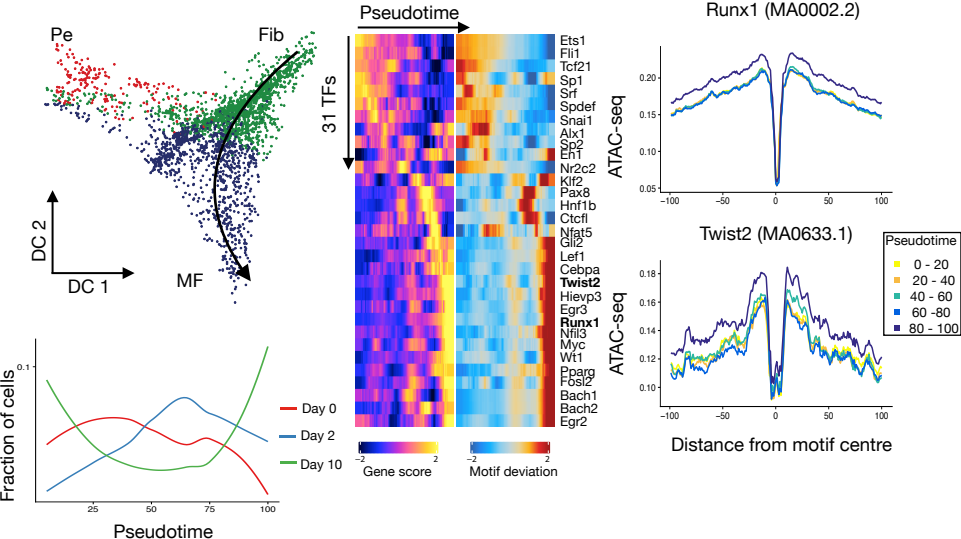 Pe
Fib
MF
DC 2
DC 1
Fraction of cells
0.1
25
50
75
100
Pseudotime
Day 0
Day 2
Day 10
Pseudotime
31 TFs
Ets1
Fli1
Tcf21
Sp1
Srf
Spdef
Snai1
Alx1
Sp2
En1
Nr2c2
Klf2
Pax8
Hnf1b
Ctcfl
Nfat5
Gli2
Lef1
Cebpa
Twist2
Hievp3
Egr3
Runx1
Nfil3
Myc
Wt1
Pparg
Fosl2
Bach1
Bach2
Egr2
−2 2
Gene score
−2 2
Motif deviation
Runx1 (MA0002.2)
ATAC-seq
0.20
0.15
0.10
0.05
−100 −50 0 50 100
Twist2 (MA0633.1)
ATAC-seq
0.18
0.16
0.14
0.12
0.10
−100 −50 0 50 100
Distance from motif centre
Pseudotime
0 - 20
20 - 40
40 - 60
60 -80
80 - 100